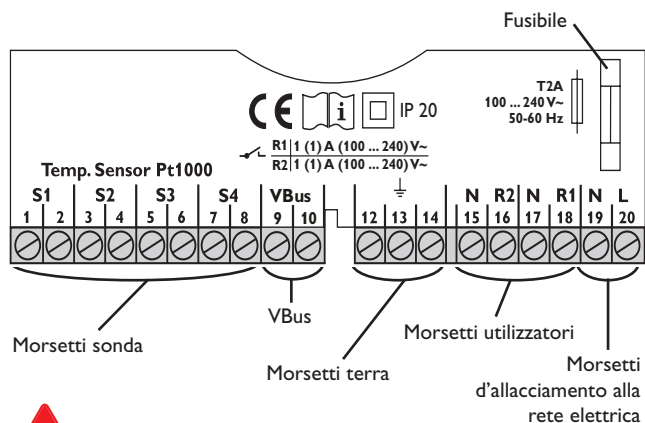 Fusibile
T2A
100 ... 240 V~
50-60 Hz
CE i IP 20
R1 1 (1) A (100 ... 240) V~
R2 1 (1) A (100 ... 240) V~
Temp. Sensor Pt1000
S1 S2 S3 S4 VBus N R2 N R1 N L
1 2 3 4 5 6 7 8 9 10 12 13 14 15 16 17 18 19 20
VBus
Morsetti sonda
Morsetti terra
Morsetti utilizzatori
Morsetti
d'allacciamento alla
rete elettrica